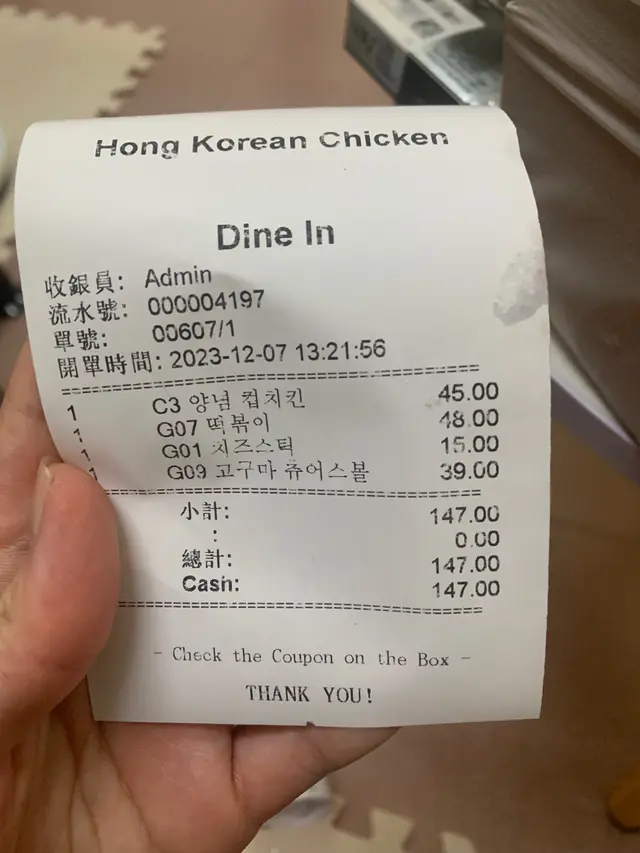 Hong Korean Chicken
Dine In
收銀員: Admin
流水號: 000004197
單號: 00607/1
開單時間: 2023-12-07 13:21:56
1 C3 양념 컵치킨 45.00
1 G07 떡볶이 48.00
1 G01 치즈스틱 15.00
1 G09 고구마 츄어스볼 39.00
小計: 147.00
: 0.00
總計: 147.00
Cash: 147.00
- Check the Coupon on the Box -
THANK YOU!